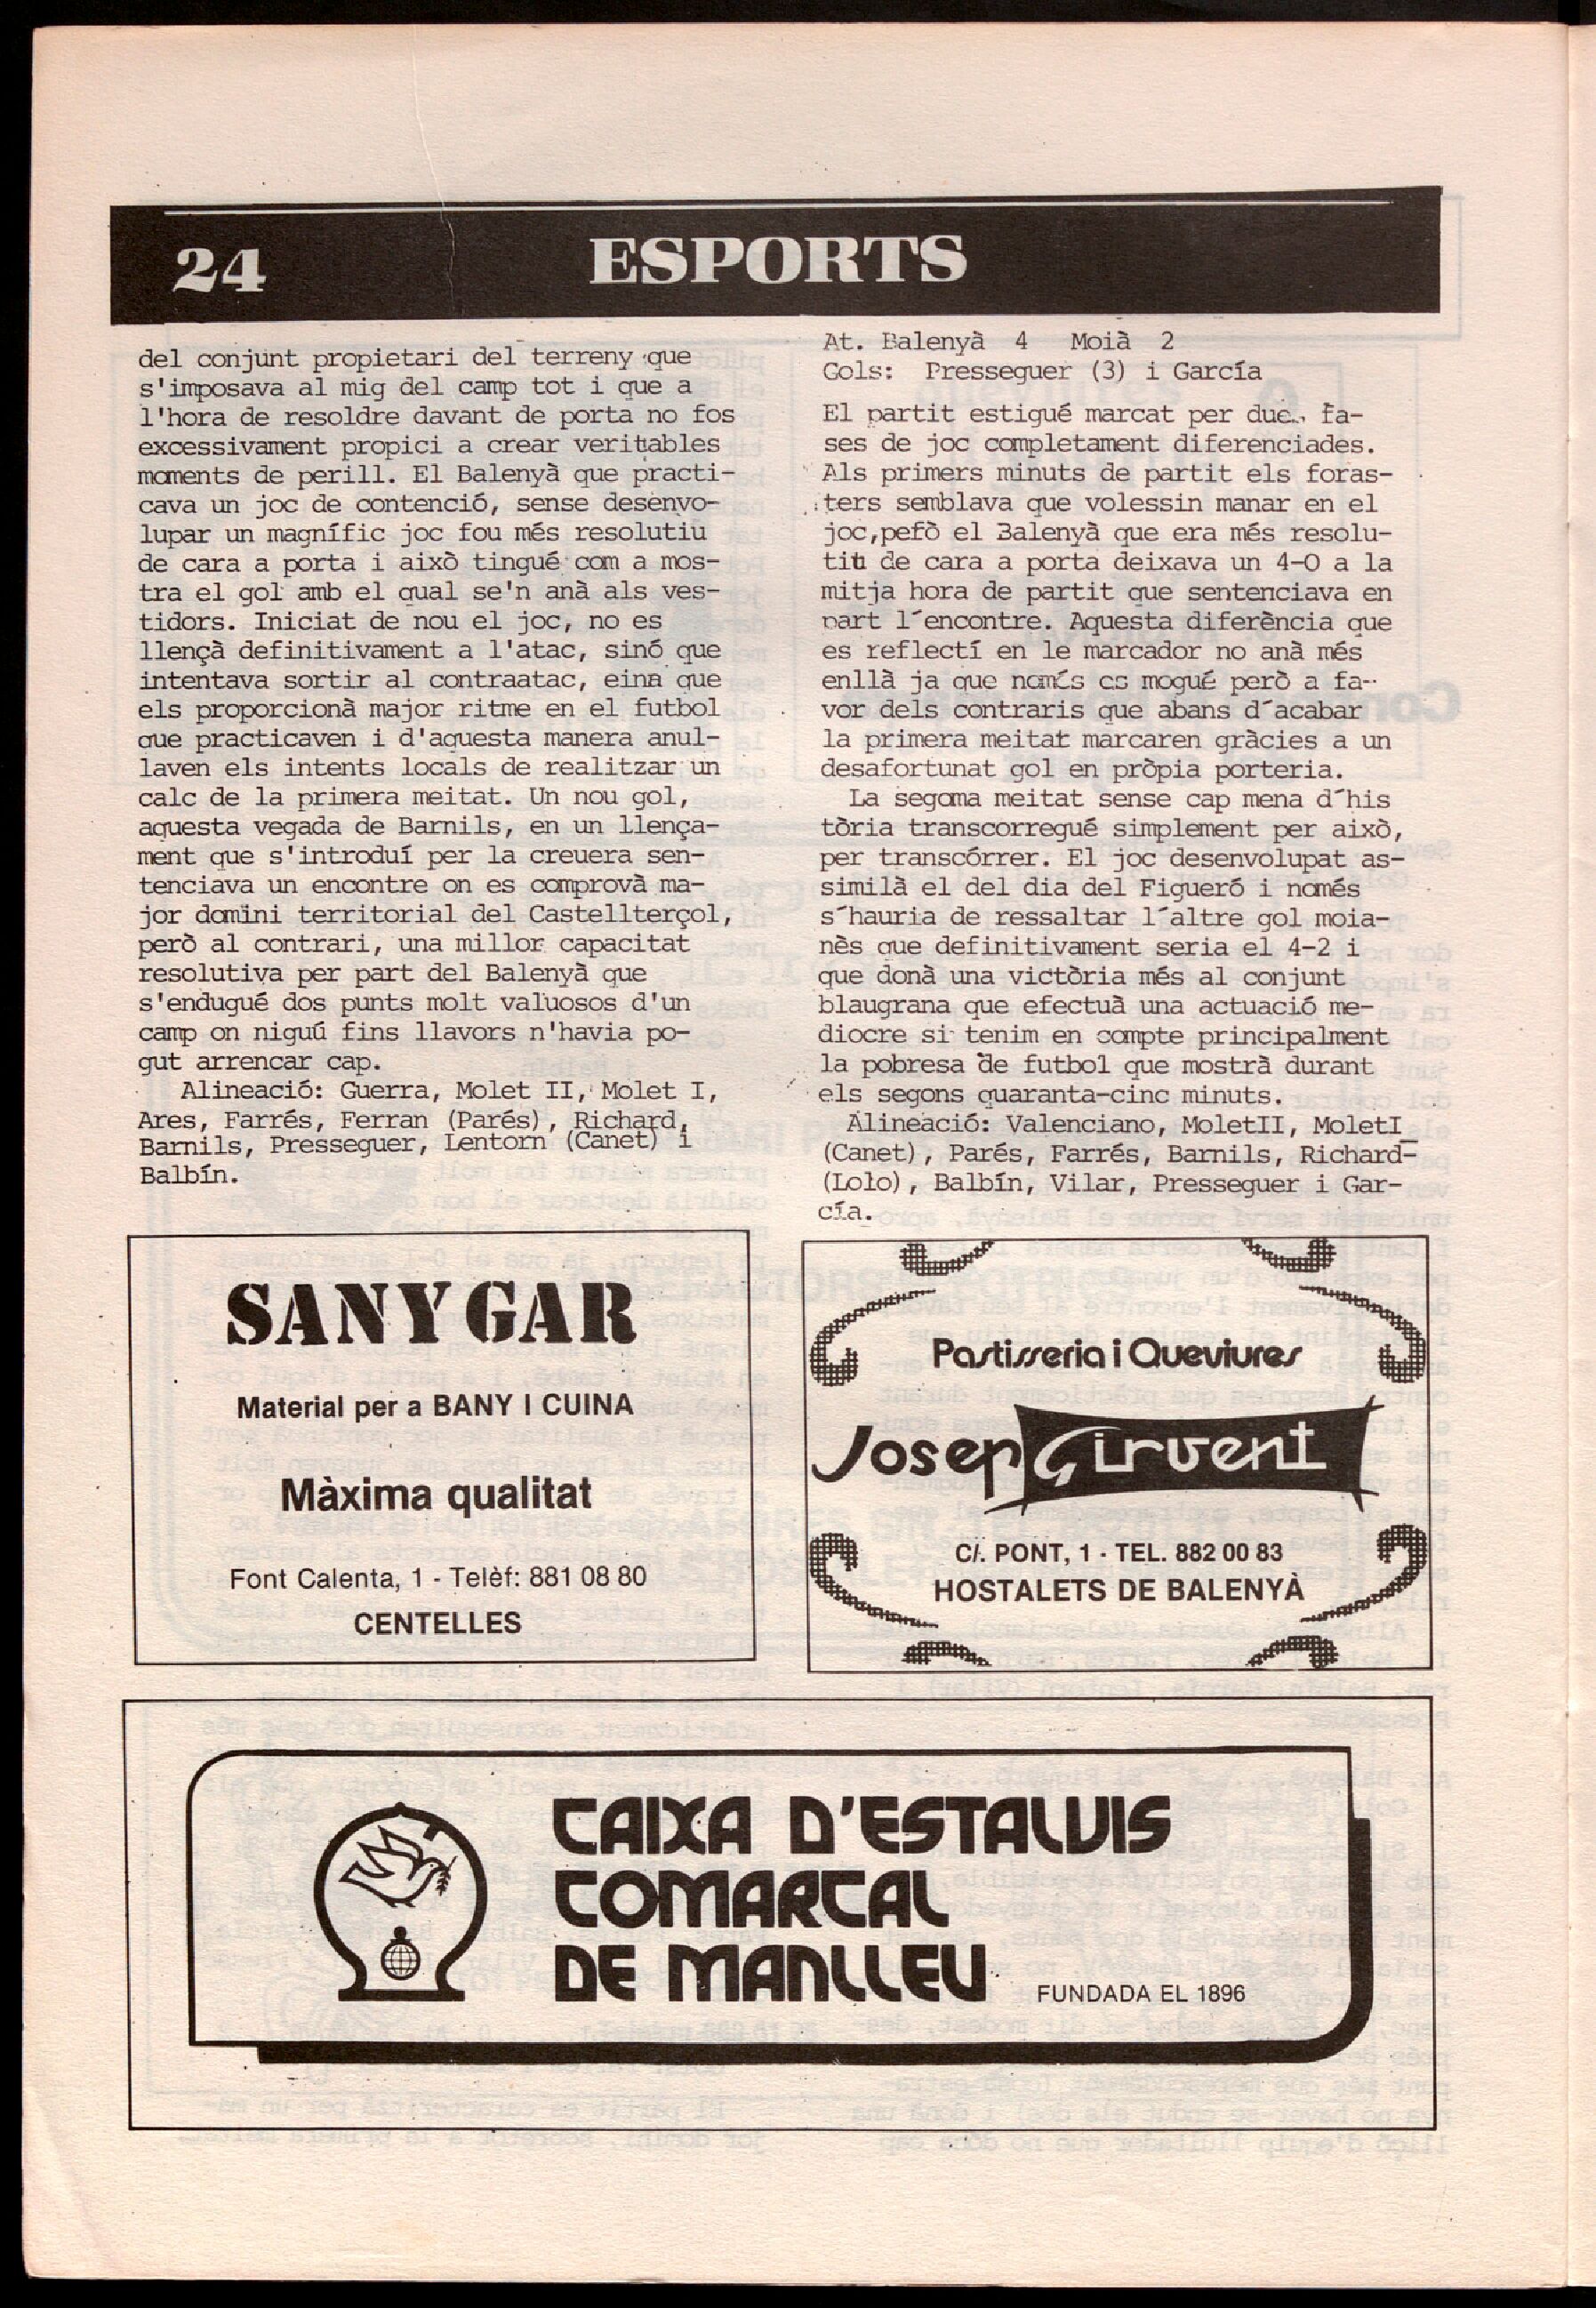 24
ESPORTS
del conjunt propietari del terreny que
s'imposava al mig del camp tot i que a
l'hora de resoldre davant de porta no fos
excessivament propici a crear veritables
moments de perill. El Balenyà que practi-
cava un joc de contenció, sense desenvo-
lupar un magnífic joc fou més resolutiu
de cara a porta i això tingué com a mos-
tra el gol amb el qual se'n anà als ves-
tidors. Iniciat de nou el joc, no es
llençà definitivament a l'atac, sinó que
intentava sortir al contraatac, eina que
els proporcionà major ritme en el futbol
que practicaven i d'aquesta manera anul-
laven els intents locals de realitzar un
calc de la primera meitat. Un nou gol,
aquesta vegada de Barnils, en un llença-
ment que s'introduí per la creuera sen-
tenciava un encontre on es comprovà ma-
jor domini territorial del Castellterçol,
però al contrari, una millor capacitat
resolutiva per part del Balenyà que
s'endugué dos punts molt valuosos d'un
camp on niguú fins llavors n'havia po-
gut arrencar cap.
Alineació: Guerra, Molet II, Molet I,
Ares, Farrés, Ferran (Parés), Richard,
Barnils, Presseguer, Lentorn (Canet) i
Balbín.
At. Balenyà 4 Moià 2
Gols: Presseguer (3) i García
El partit estigué marcat per dues fa-
ses de joc completament diferenciades.
Als primers minuts de partit els foras-
ters semblava que volessin manar en el
joc,pefò el Balenyà que era més resolu-
tiu de cara a porta deixava un 4-0 a la
mitja hora de partit que sentenciava en
part l´encontre. Aquesta diferència que
es reflectí en le marcador no anà més
enllà ja que només es mogué però a fa-
vor dels contraris que abans d´acabar
la primera meitat marcaren gràcies a un
desafortunat gol en pròpia porteria.
La segoma meitat sense cap mena d´his
tòria transcorregué simplement per això,
per transcórrer. El joc desenvolupat as-
similà el del dia del Figueró i només
s´hauria de ressaltar l´altre gol moia-
nès que definitivament seria el 4-2 i
que donà una victòria més al conjunt
blaugrana que efectuà una actuació me-
diocre si tenim en compte principalment
la pobresa de futbol que mostrà durant
els segons quaranta-cinc minuts.
Alineació: Valenciano, MoletII, MoletI
(Canet), Parés, Farrés, Barnils, Richard-
(Lolo), Balbín, Vilar, Presseguer i Gar-
cía.
SANYGAR
Material per a BANY I CUINA
Màxima qualitat
Font Calenta, 1 - Telèf: 881 08 80
CENTELLES
Pastisseria i Queviures
Josep Girvent
C/. PONT, 1 - TEL. 882 00 83
HOSTALETS DE BALENYÀ
CAIXA D'ESTALVIS
COMARCAL
DE MANLLEU
FUNDADA EL 1896